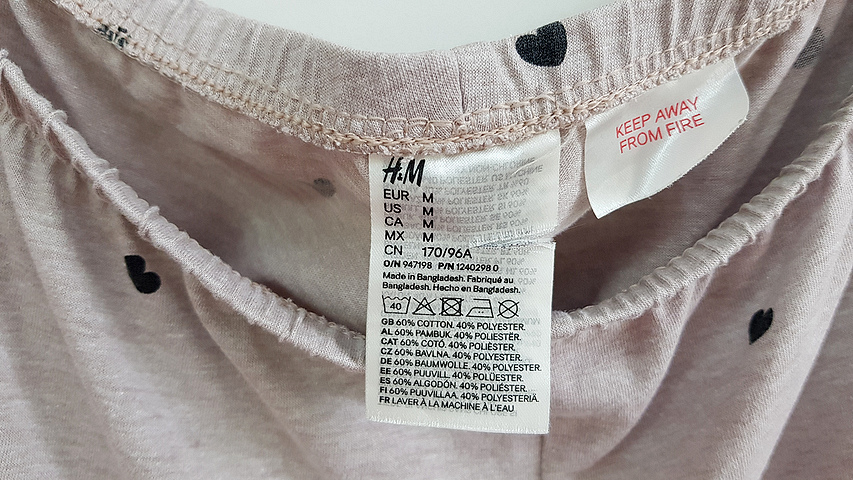 H&M
EUR M
US M
CA M
MX M
CN 170/96A
O/N 947198 P/N 1240298 0
Made in Bangladesh. Fabriqué au
Bangladesh. Hecho en Bangladesh.
40
GB 60% COTTON. 40% POLYESTER.
AL 60% PAMBUK. 40% POLIESTËR.
CAT 60% COTÓ. 40% POLIÈSTER.
CZ 60% BAVLNA. 40% POLYESTER.
DE 60% BAUMWOLLE. 40% POLYESTER.
EE 60% PUUVILL. 40% POLÜESTER.
ES 60% ALGODÓN. 40% POLIÉSTER.
FI 60% PUUVILLAA. 40% POLYESTERIÄ.
FR LAVER À LA MACHINE À L'EAU
KEEP AWAY
FROM FIRE